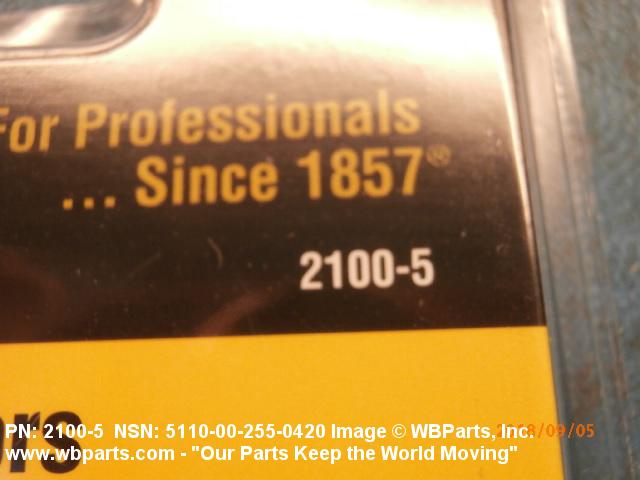 For Professionals
... Since 1857®
2100-5
ors
PN: 2100-5 NSN: 5110-00-255-0420 Image © WBParts, Inc.
www.wbparts.com - "Our Parts Keep the World Moving"